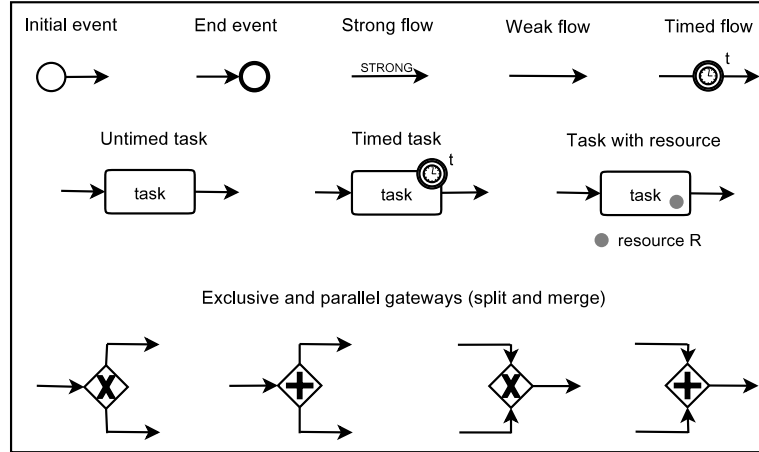 Initial event
End event
Strong flow
Weak flow
Timed flow
STRONG
t
Untimed task
Timed task
Task with resource
task
task
t
task
resource R
Exclusive and parallel gateways (split and merge)
X
X